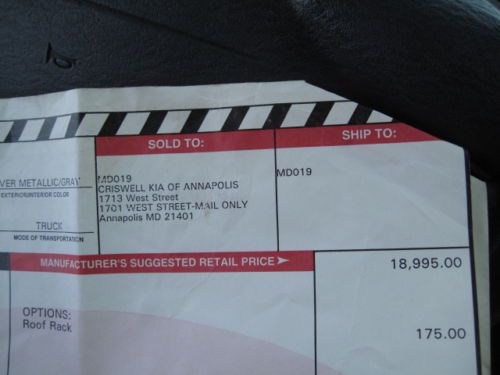 SOLD TO:
SHIP TO:
MD019
MD019
CRISWELL KIA OF ANNAPOLIS
1713 West Street
1701 WEST STREET-MAIL ONLY
Annapolis MD 21401
VER METALLIC/GRAY
EXTERIOR/INTERIOR COLOR
TRUCK
MODE OF TRANSPORTATION
MANUFACTURER'S SUGGESTED RETAIL PRICE
18,995.00
OPTIONS:
Roof Rack
175.00